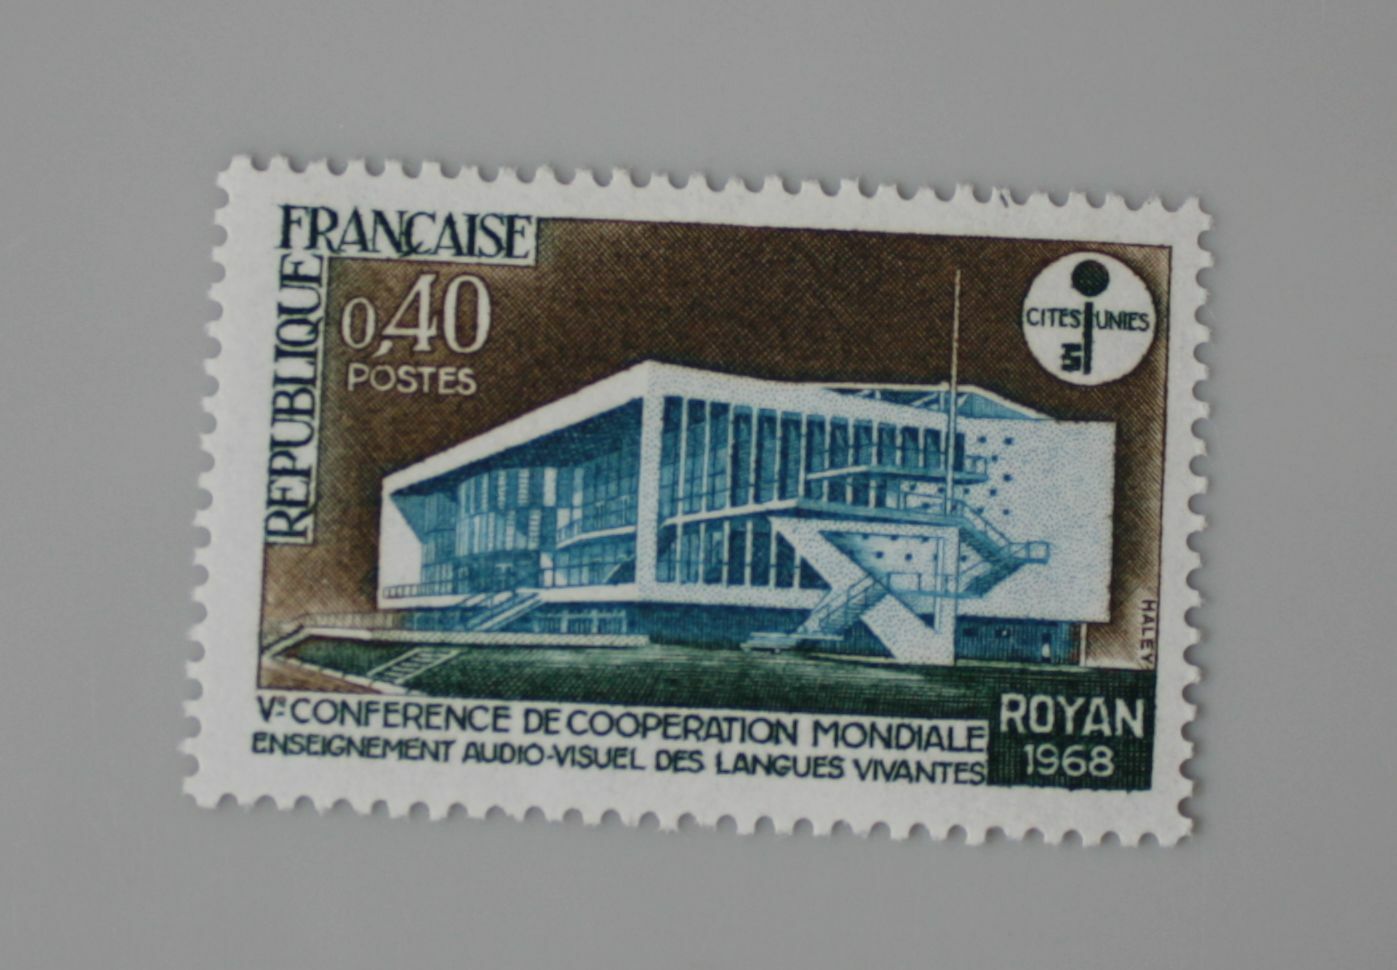 REPUBLIQUE
FRANÇAISE
0,40
POSTES
CITES UNIES
HALEY
Vᵉ CONFERENCE DE COOPERATION MONDIALE
ENSEIGNEMENT AUDIO-VISUEL DES LANGUES VIVANTES
ROYAN
1968